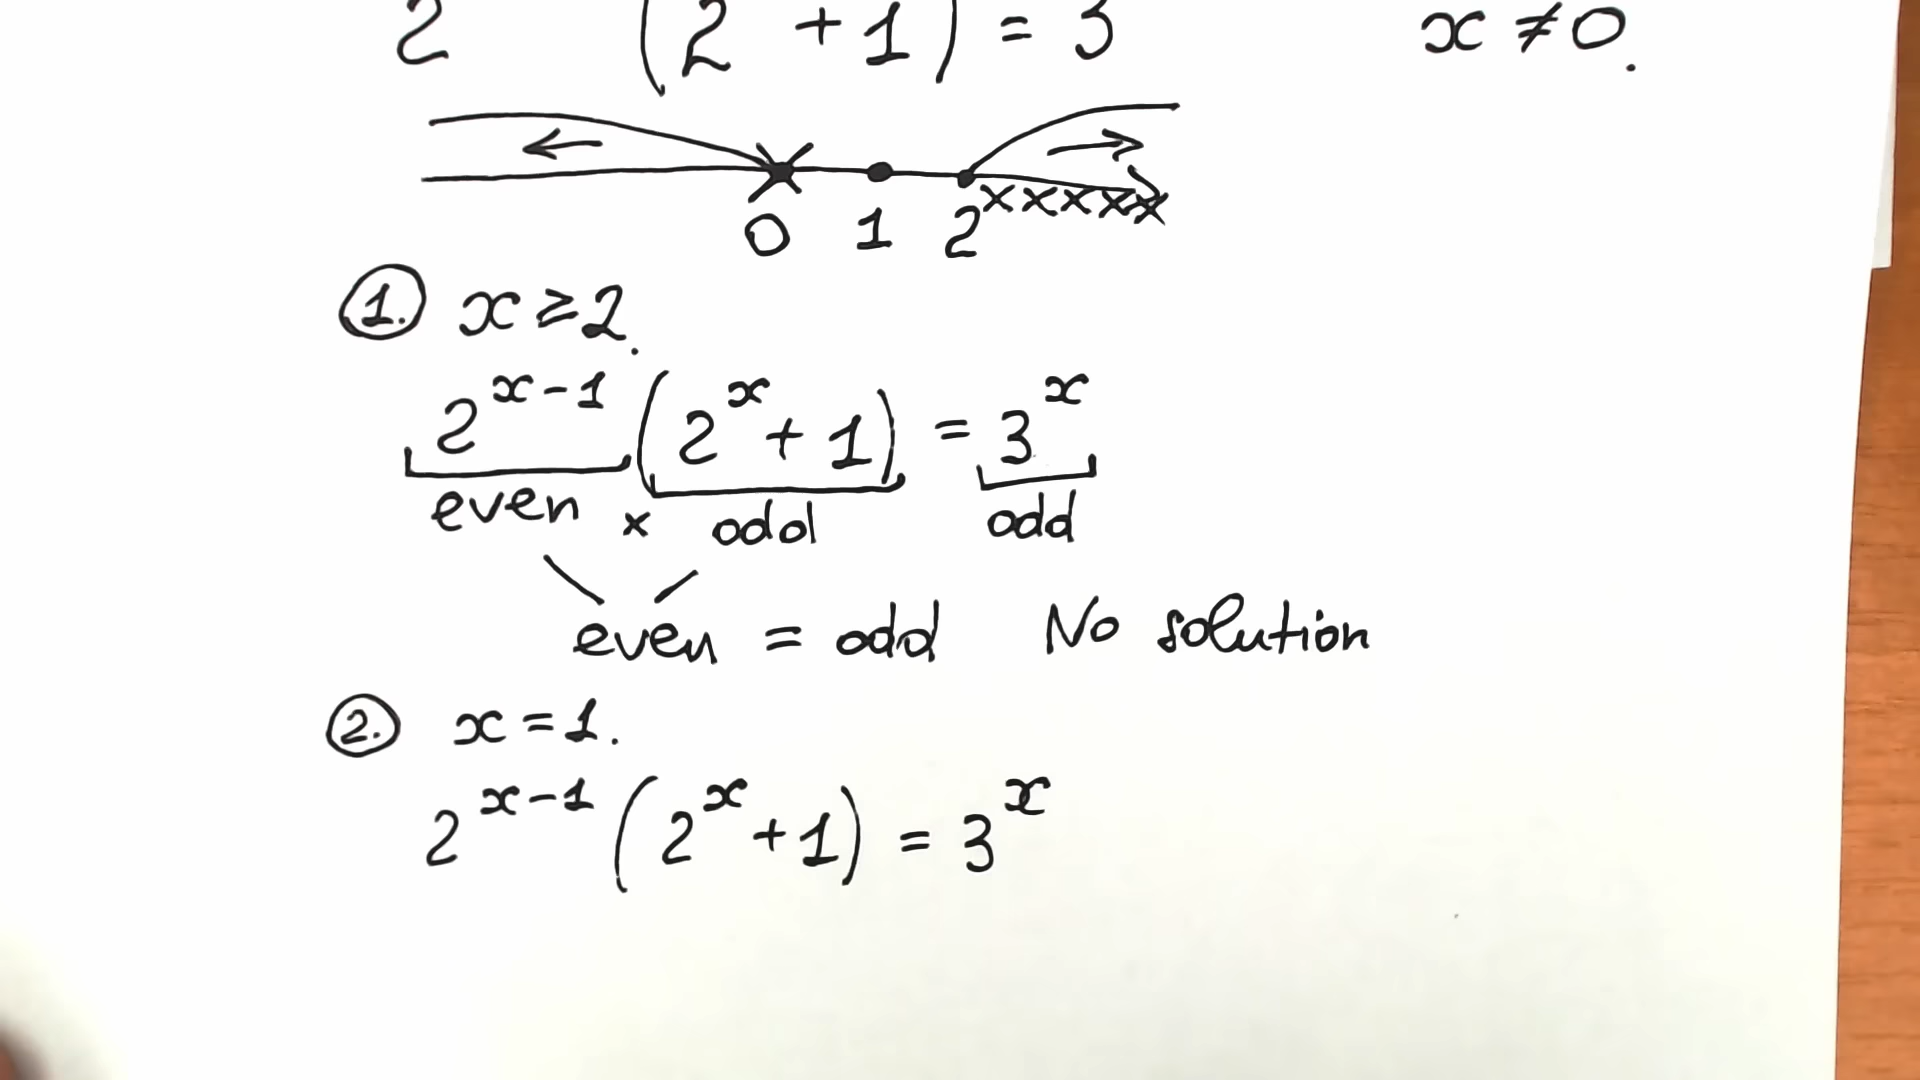 2 (2 + 1) = 3 x ≠ 0.
0 1 2 x x x x x
1. x ≥ 2.
2^{x-1} (2^x + 1) = 3^x
even x odd odd
even = odd No solution
2. x = 1.
2^{x-1} (2^x + 1) = 3^x